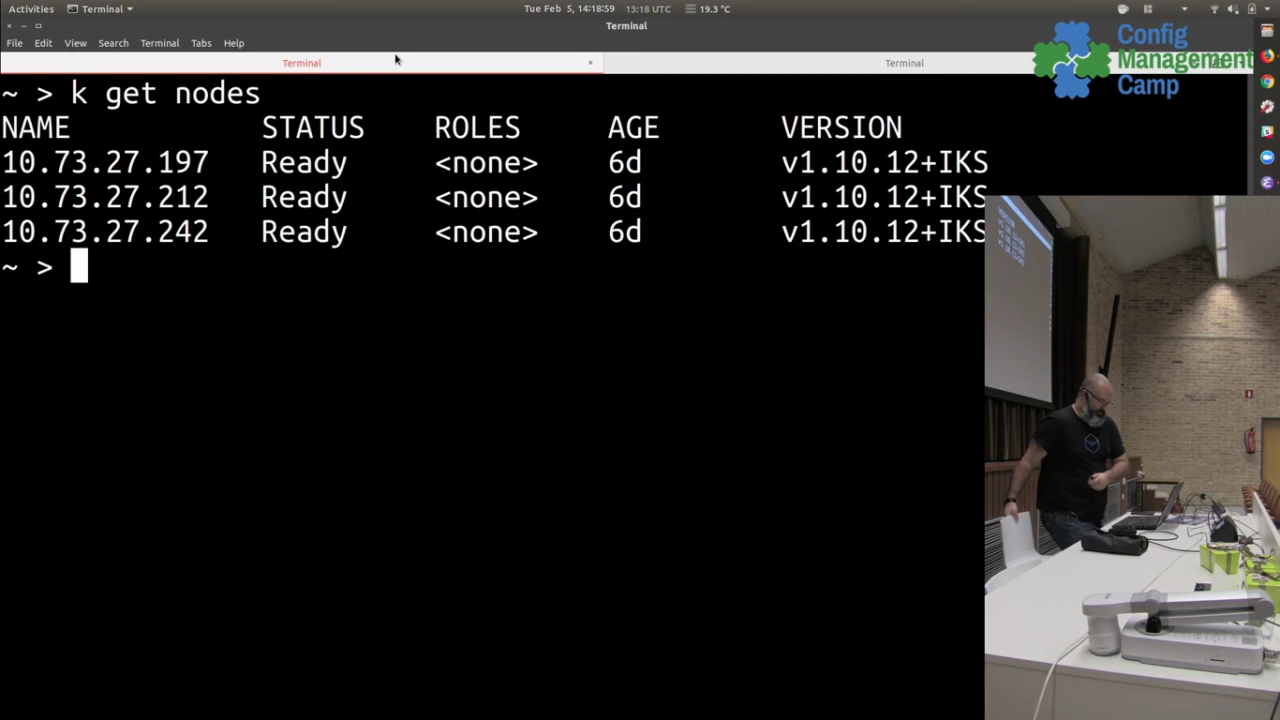 Activities Terminal Tue Feb 5, 14:18:59 13:18 UTC 19.3 °C
Terminal
File Edit View Search Terminal Tabs Help
Terminal × Terminal
Config
Management
Camp
~ > k get nodes
NAME STATUS ROLES AGE VERSION
10.73.27.197 Ready <none> 6d v1.10.12+IKS
10.73.27.212 Ready <none> 6d v1.10.12+IKS
10.73.27.242 Ready <none> 6d v1.10.12+IKS
~ >